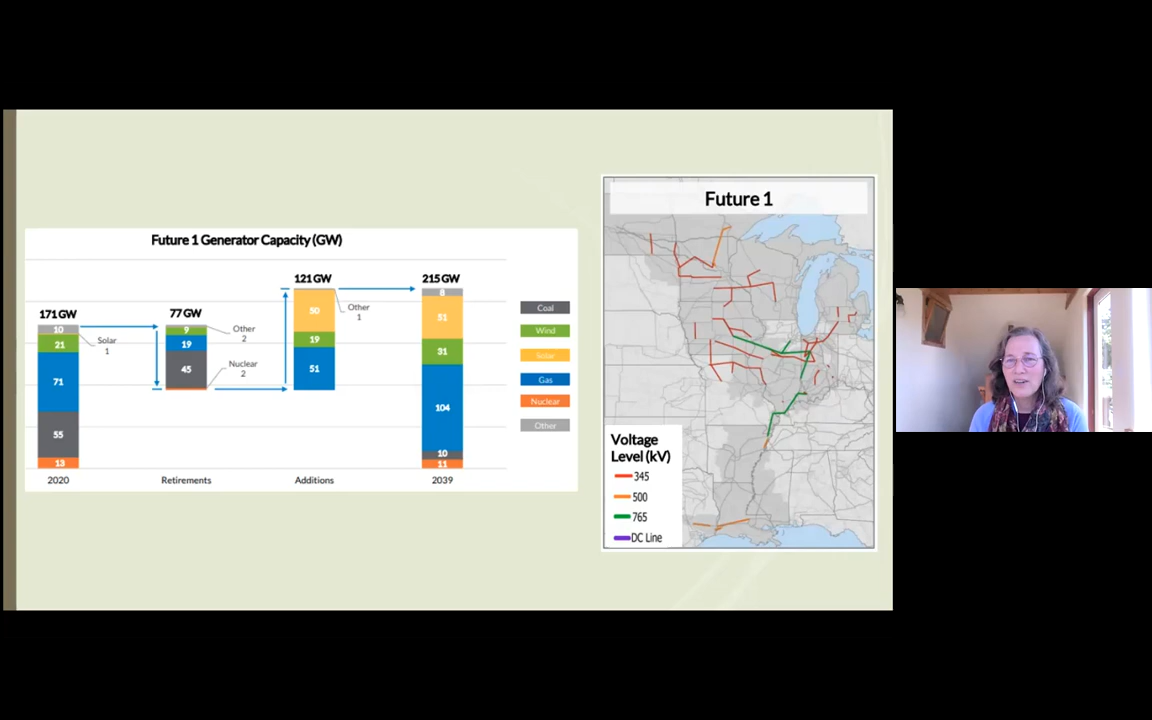 Future 1 Generator Capacity (GW)
171 GW
10
21
71
55
13
Solar
1
2020
77 GW
9
19
45
Other
2
Nuclear
2
Retirements
121 GW
50
19
51
Other
1
Additions
215 GW
8
51
31
104
10
11
2039
Coal
Wind
Solar
Gas
Nuclear
Other
Future 1
Voltage
Level (kV)
345
500
765
DC Line